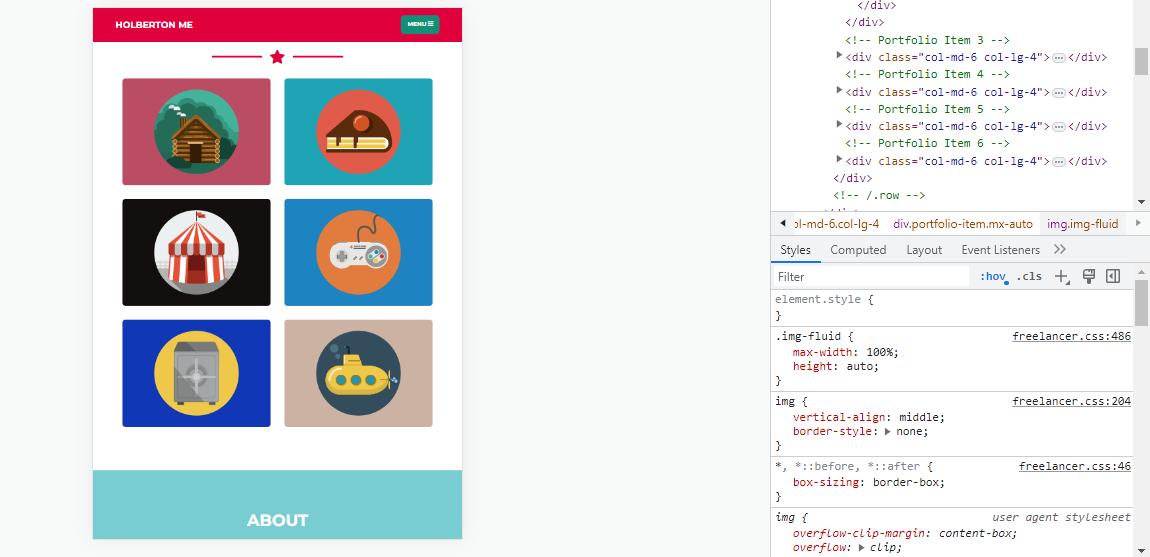 HOLBERTON ME
MENU
ABOUT
</div>
</div>
<!-- Portfolio Item 3 -->
<div class="col-md-6 col-lg-4">…</div>
<!-- Portfolio Item 4 -->
<div class="col-md-6 col-lg-4">…</div>
<!-- Portfolio Item 5 -->
<div class="col-md-6 col-lg-4">…</div>
<!-- Portfolio Item 6 -->
<div class="col-md-6 col-lg-4">…</div>
</div>
<!-- /.row -->
ol-md-6.col-lg-4 div.portfolio-item.mx-auto img.img-fluid
Styles Computed Layout Event Listeners
Filter :hov .cls
element.style {
}
.img-fluid { freelancer.css:486
max-width: 100%;
height: auto;
}
img { freelancer.css:204
vertical-align: middle;
border-style: none;
}
*, *::before, *::after { freelancer.css:46
box-sizing: border-box;
}
img { user agent stylesheet
overflow-clip-margin: content-box;
overflow: clip;